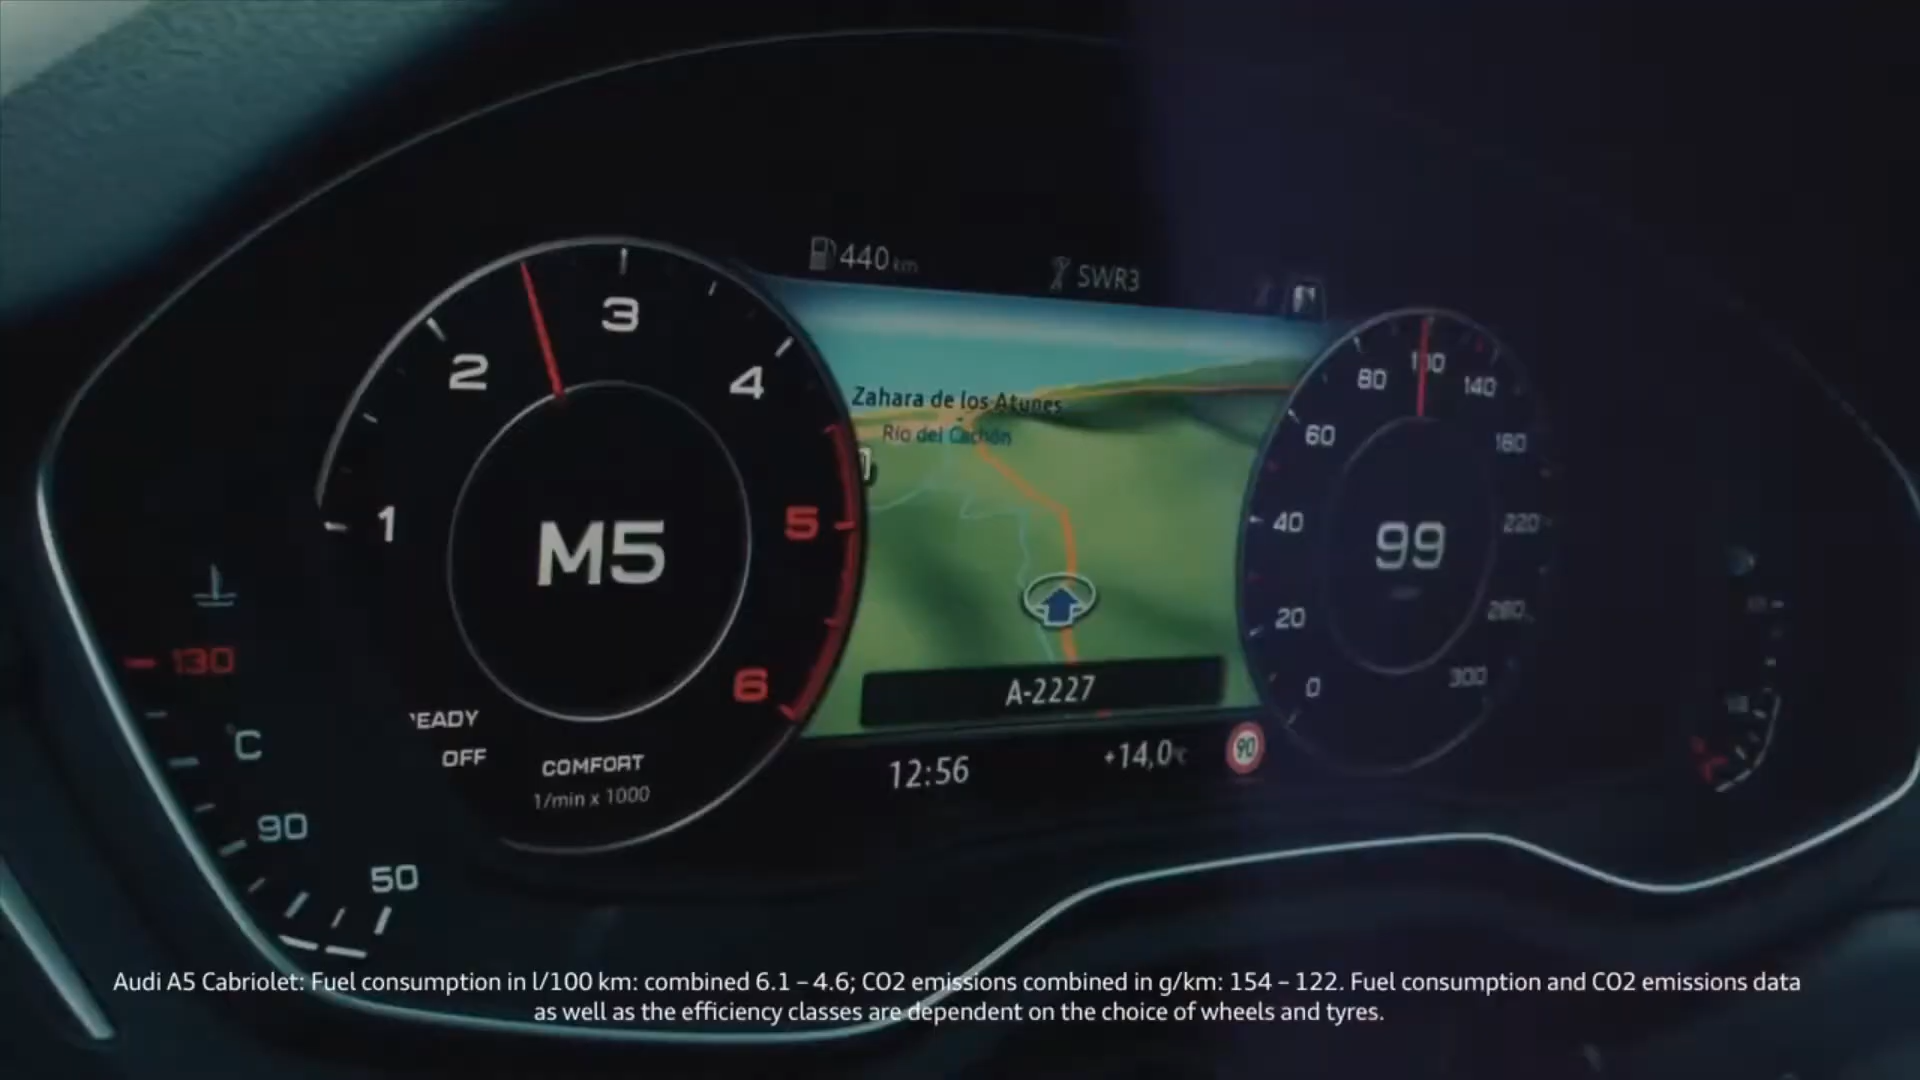 440 km
SWR3
3
2
4
1
5
6
M5
130
°C
90
50
'EADY
OFF
COMFORT
1/min x 1000
Zahara de los Atunes
Río del Cachón
A-2227
12:56
+14,0°C
90
80
100
140
60
180
40
220
20
260
0
300
99
Audi A5 Cabriolet: Fuel consumption in l/100 km: combined 6.1 – 4.6; CO2 emissions combined in g/km: 154 – 122. Fuel consumption and CO2 emissions data
as well as the efficiency classes are dependent on the choice of wheels and tyres.